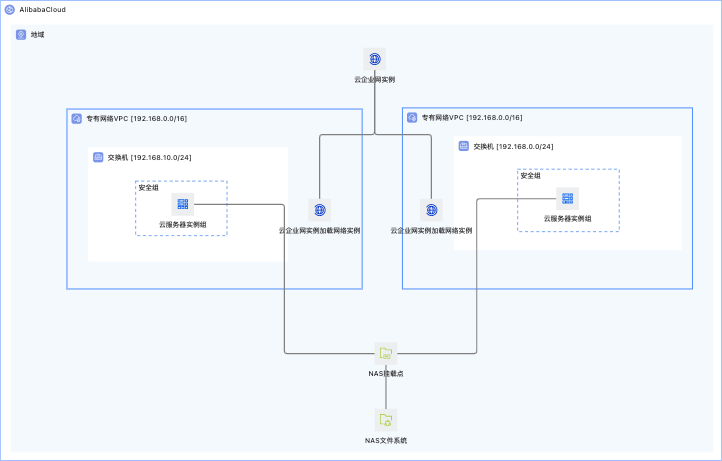 AlibabaCloud
地域
云企业网实例
专有网络VPC [192.168.0.0/16]
专有网络VPC [192.168.0.0/16]
交换机 [192.168.10.0/24]
交换机 [192.168.0.0/24]
安全组
安全组
云服务器实例组
云服务器实例组
云企业网实例加载网络实例
云企业网实例加载网络实例
NAS挂载点
NAS文件系统